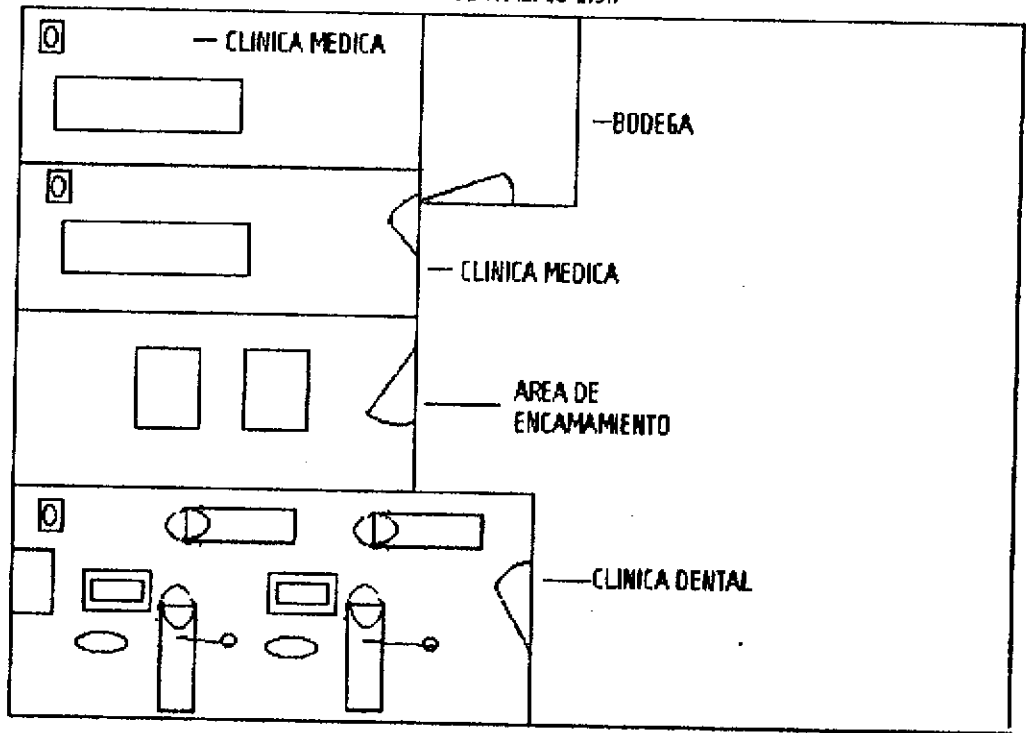 — CLINICA MEDICA
—BODEGA
— CLINICA MEDICA
AREA DE
ENCAMAMIENTO
CLINICA DENTAL